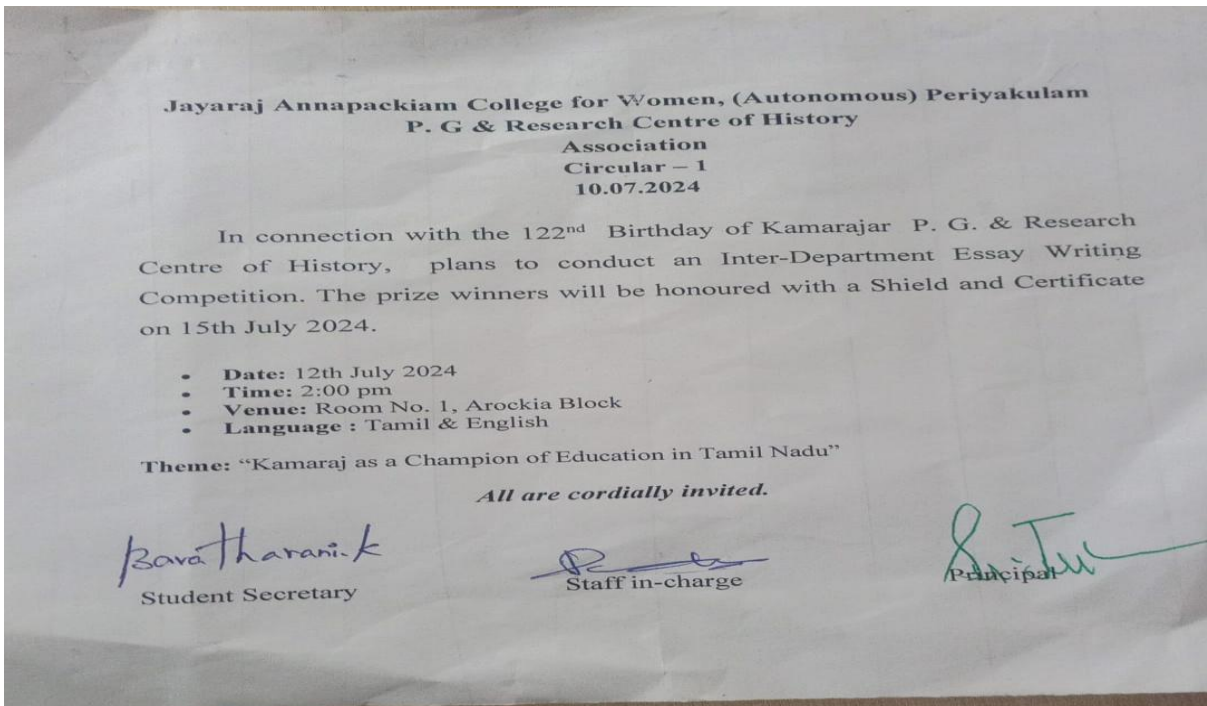 Jayaraj Annapackiam College for Women, (Autonomous) Periyakulam
P. G & Research Centre of History
Association
Circular – 1
10.07.2024
In connection with the 122nd Birthday of Kamarajar P. G. & Research
Centre of History, plans to conduct an Inter-Department Essay Writing
Competition. The prize winners will be honoured with a Shield and Certificate
on 15th July 2024.
• Date: 12th July 2024
• Time: 2:00 pm
• Venue: Room No. 1, Arockia Block
• Language : Tamil & English
Theme: “Kamaraj as a Champion of Education in Tamil Nadu”
All are cordially invited.
Baratharani.k
Student Secretary
Staff in-charge
Principal